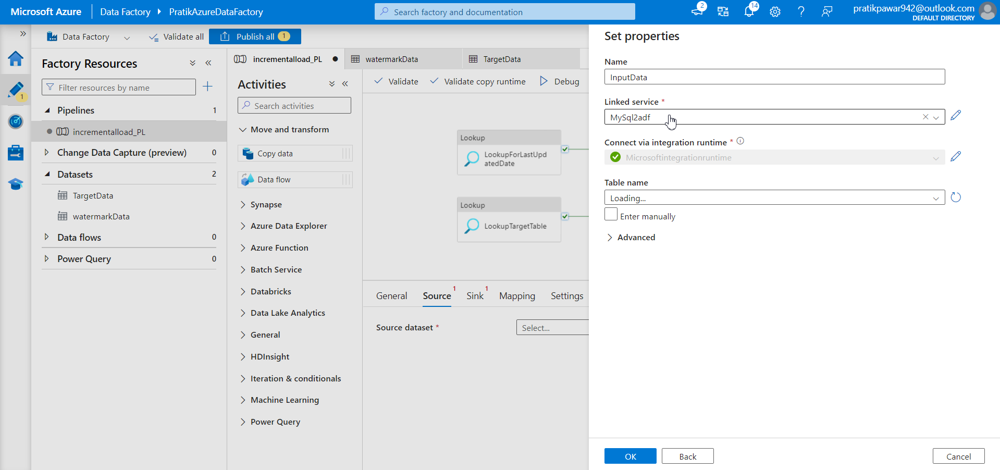 Microsoft Azure
Data Factory
PratikAzureDataFactory
Search factory and documentation
2
14
pratikpawar942@outlook.com
DEFAULT DIRECTORY
Data Factory
Validate all
Publish all
1
1
Factory Resources
Filter resources by name
Pipelines
1
incrementalload_PL
Change Data Capture (preview)
0
Datasets
2
TargetData
watermarkData
Data flows
0
Power Query
0
incrementalload_PL
watermarkData
TargetData
Activities
Search activities
Move and transform
Copy data
Data flow
Synapse
Azure Data Explorer
Azure Function
Batch Service
Databricks
Data Lake Analytics
General
HDInsight
Iteration & conditionals
Machine Learning
Power Query
Validate
Validate copy runtime
Debug
Lookup
LookupForLastUpd
atedDate
Lookup
LookupTargetTable
General
Source
1
Sink
1
Mapping
Settings
Source dataset *
Select...
Set properties
Name
InputData
Linked service *
MySql2adf
Connect via integration runtime *
Microsoftintegrationruntime
Table name
Loading...
Enter manually
Advanced
OK
Back
Cancel